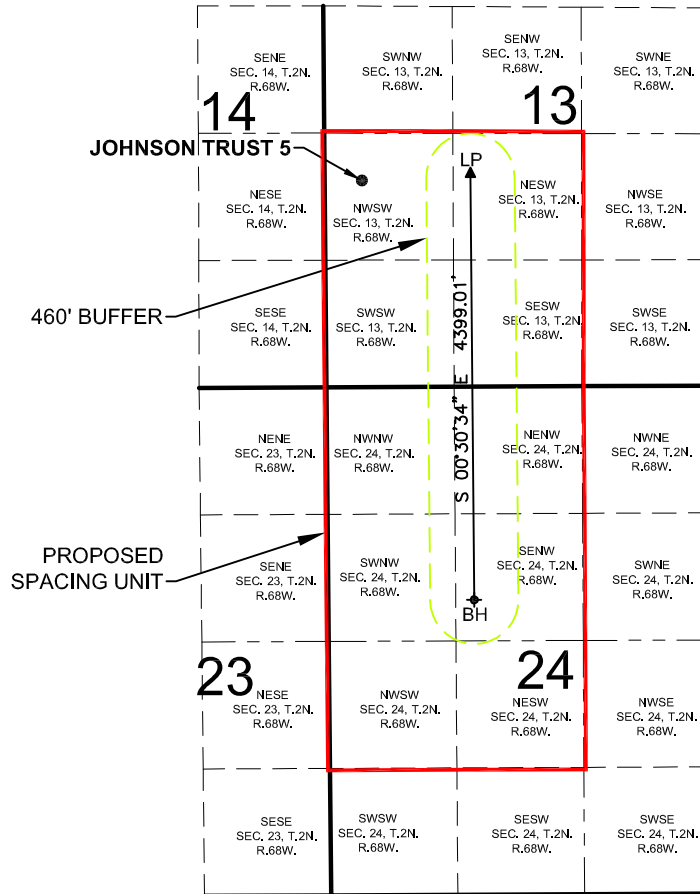 SENE
SEC. 14, T.2N.
R.68W.
SWNW
SEC. 13, T.2N.
R.68W.
SENW
SEC. 13, T.2N.
R.68W.
SWNE
SEC. 13, T.2N.
R.68W.
14
13
JOHNSON TRUST 5
LP
NESE
SEC. 14, T.2N.
R.68W.
NWSW
SEC. 13, T.2N.
R.68W.
NESW
SEC. 13, T.2N.
R.68W.
NWSE
SEC. 13, T.2N.
R.68W.
460' BUFFER
SESE
SEC. 14, T.2N.
R.68W.
SWSW
SEC. 13, T.2N.
R.68W.
SESW
SEC. 13, T.2N.
R.68W.
SWSE
SEC. 13, T.2N.
R.68W.
S 00°30'34" E 4399.01'
NENE
SEC. 23, T.2N.
R.68W.
NWNW
SEC. 24, T.2N.
R.68W.
NENW
SEC. 24, T.2N.
R.68W.
NWNE
SEC. 24, T.2N.
R.68W.
PROPOSED
SPACING UNIT
SENE
SEC. 23, T.2N.
R.68W.
SWNW
SEC. 24, T.2N.
R.68W.
SENW
SEC. 24, T.2N.
R.68W.
SWNE
SEC. 24, T.2N.
R.68W.
BH
23
24
NESE
SEC. 23, T.2N.
R.68W.
NWSW
SEC. 24, T.2N.
R.68W.
NESW
SEC. 24, T.2N.
R.68W.
NWSE
SEC. 24, T.2N.
R.68W.
SESE
SEC. 23, T.2N.
R.68W.
SWSW
SEC. 24, T.2N.
R.68W.
SESW
SEC. 24, T.2N.
R.68W.
SWSE
SEC. 24, T.2N.
R.68W.